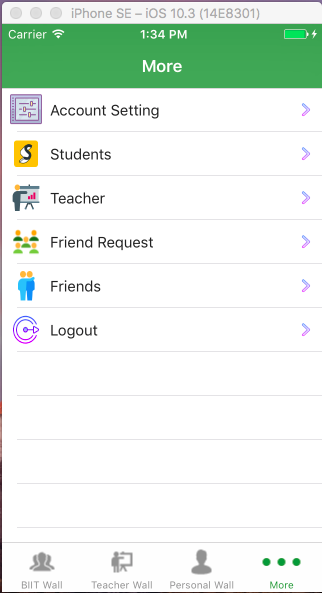 iPhone SE – iOS 10.3 (14E8301)
Carrier 1:34 PM
More
Account Setting
Students
Teacher
Friend Request
Friends
Logout
BIIT Wall Teacher Wall Personal Wall More